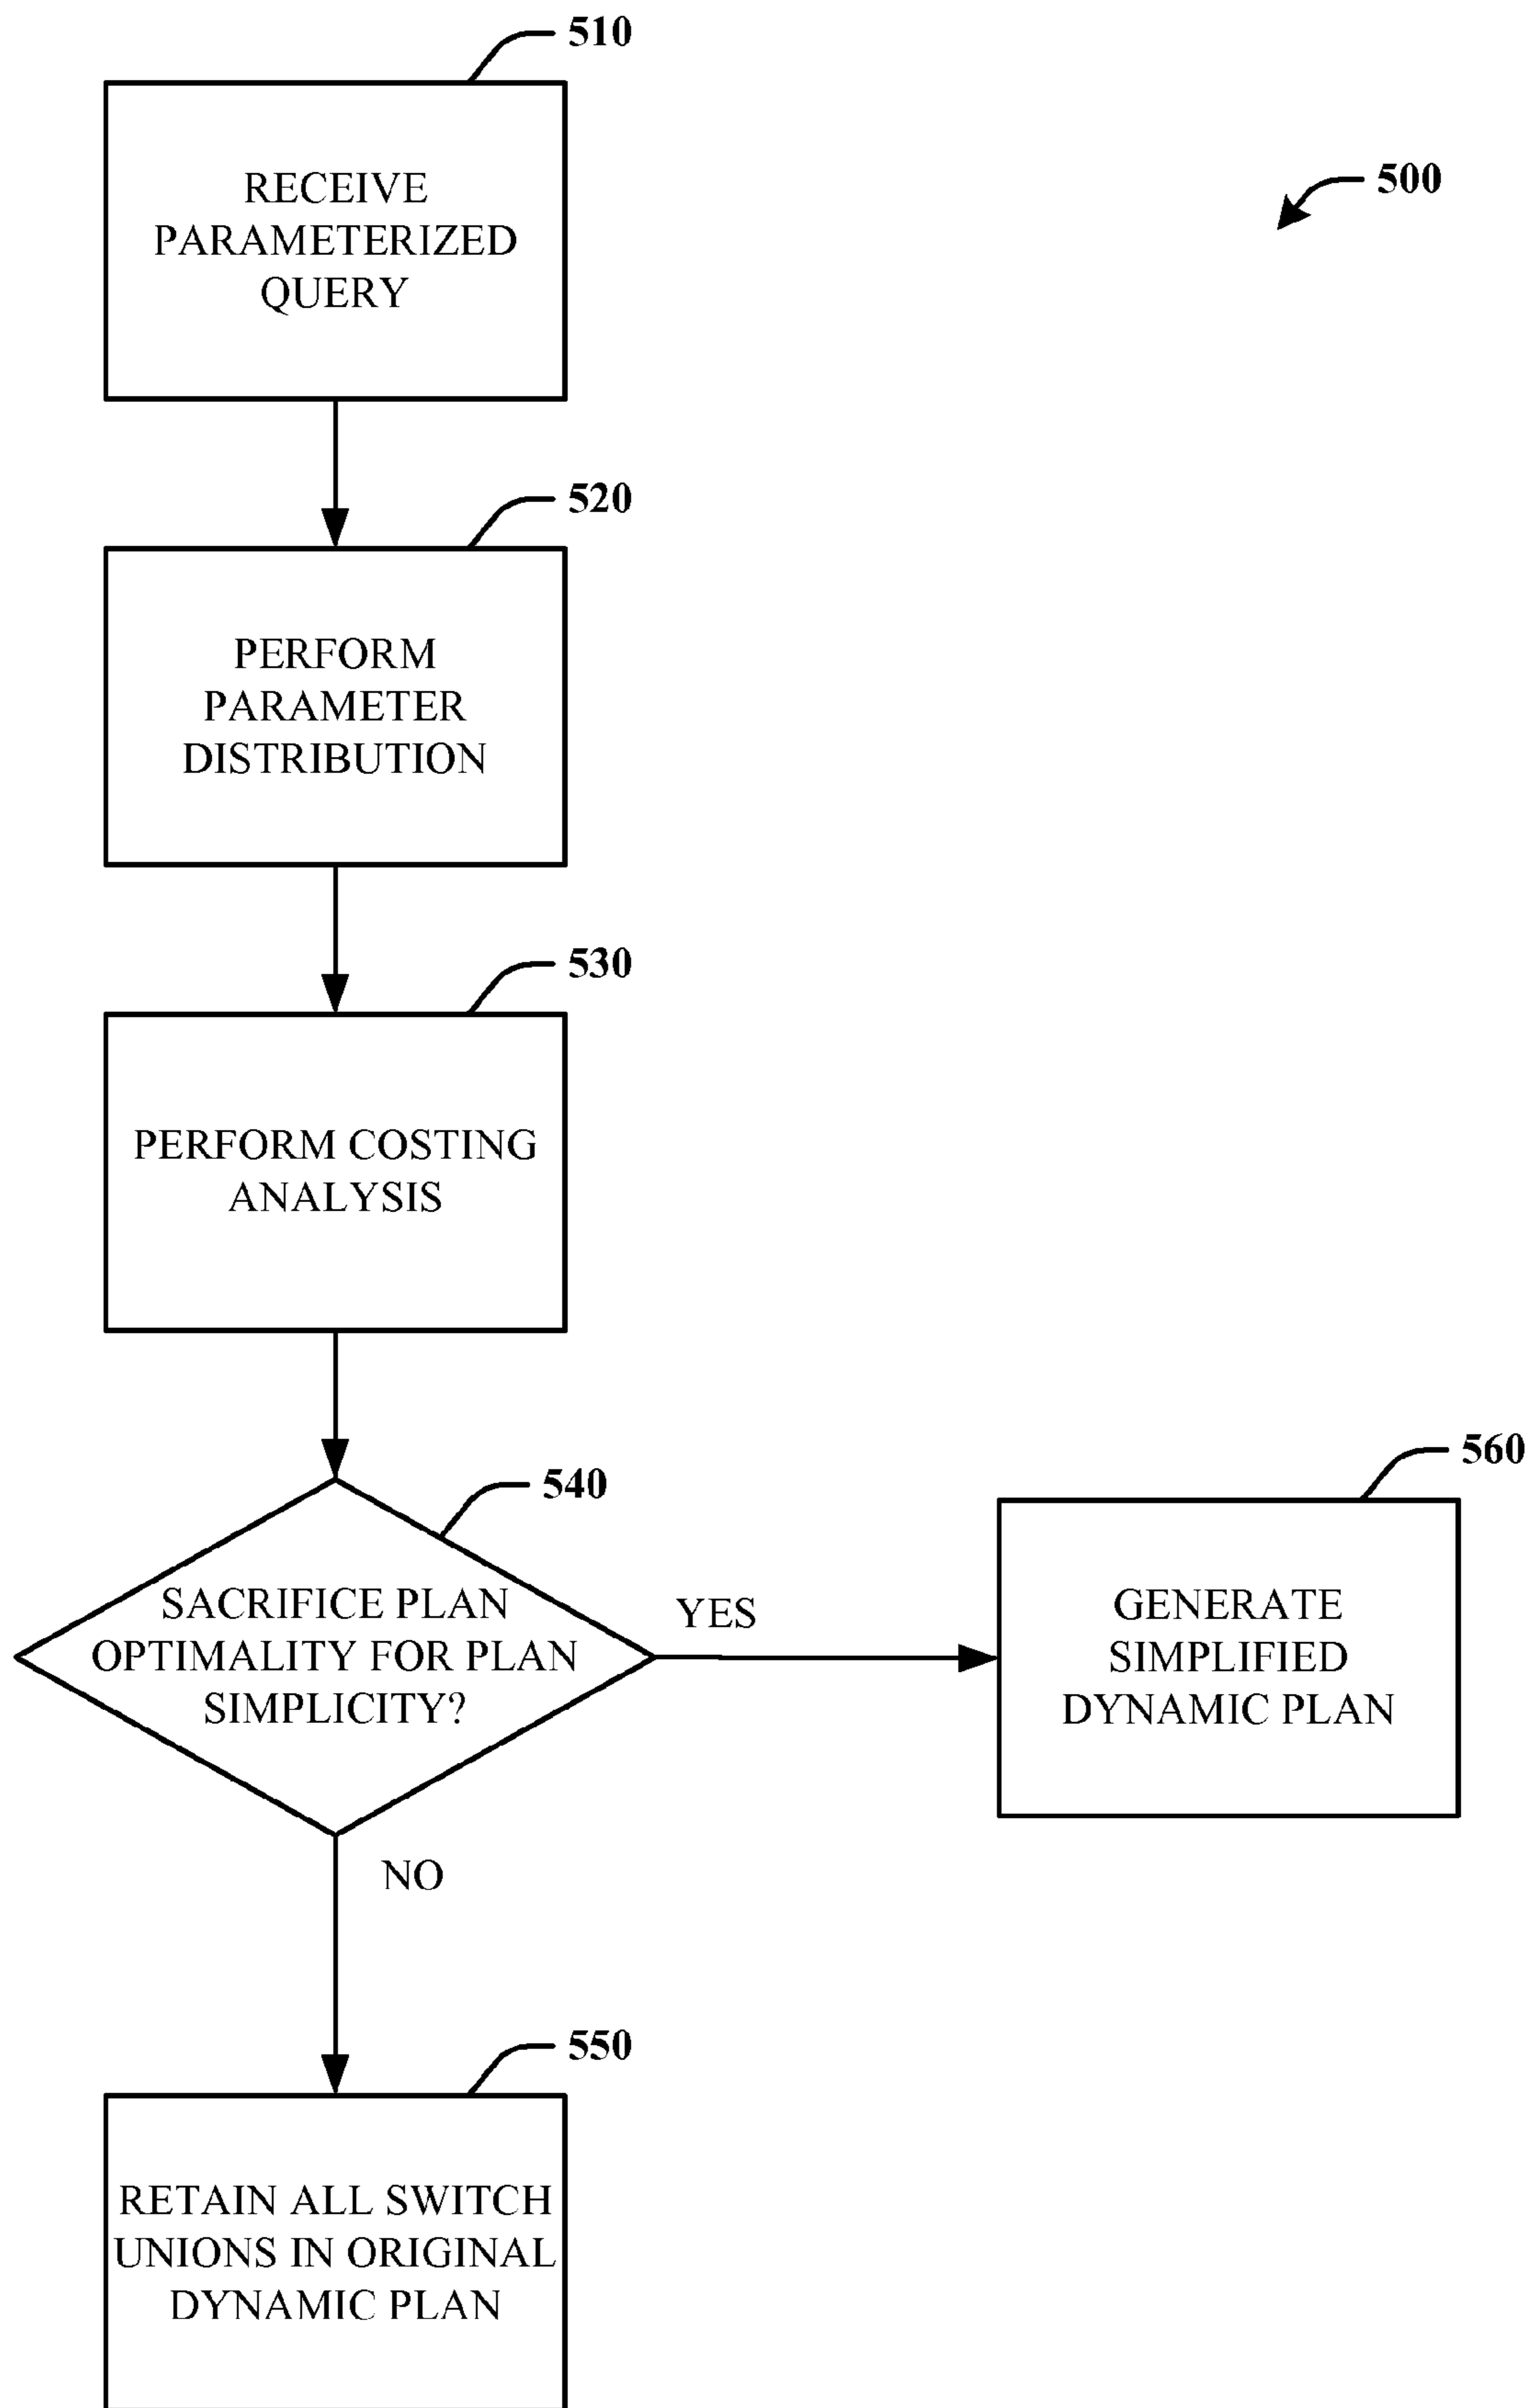 510
RECEIVE
PARAMETERIZED
QUERY
500
520
PERFORM
PARAMETER
DISTRIBUTION
530
PERFORM COSTING
ANALYSIS
540
SACRIFICE PLAN
OPTIMALITY FOR PLAN
SIMPLICITY?
YES
560
GENERATE
SIMPLIFIED
DYNAMIC PLAN
NO
550
RETAIN ALL SWITCH
UNIONS IN ORIGINAL
DYNAMIC PLAN